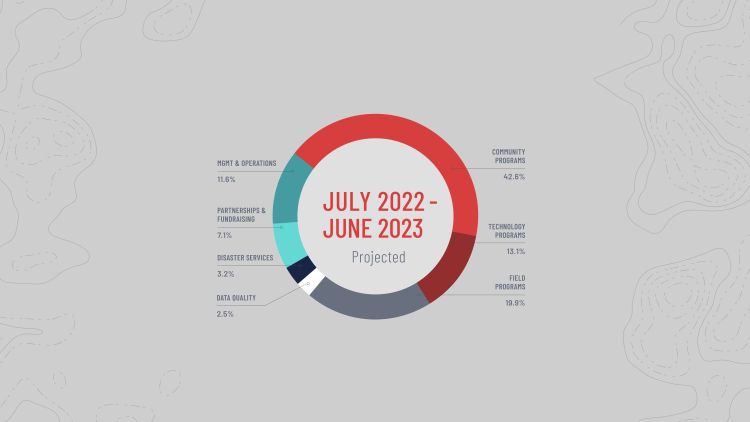 MGMT & OPERATIONS
11.6%
PARTNERSHIPS &
FUNDRAISING
7.1%
DISASTER SERVICES
3.2%
DATA QUALITY
2.5%
JULY 2022 -
JUNE 2023
Projected
COMMUNITY
PROGRAMS
42.6%
TECHNOLOGY
PROGRAMS
13.1%
FIELD
PROGRAMS
19.9%